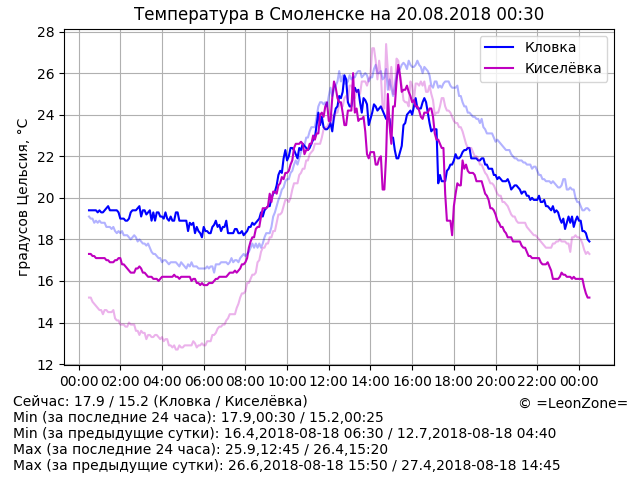 Температура в Смоленске на 20.08.2018 00:30
Кловка
Киселёвка
градусов Цельсия, °C
28
26
24
22
20
18
16
14
12
00:00 02:00 04:00 06:00 08:00 10:00 12:00 14:00 16:00 18:00 20:00 22:00 00:00
Сейчас: 17.9 / 15.2 (Кловка / Киселёвка)
© =LeonZone=
Min (за последние 24 часа): 17.9,00:30 / 15.2,00:25
Min (за предыдущие сутки): 16.4,2018-08-18 06:30 / 12.7,2018-08-18 04:40
Max (за последние 24 часа): 25.9,12:45 / 26.4,15:20
Max (за предыдущие сутки): 26.6,2018-08-18 15:50 / 27.4,2018-08-18 14:45